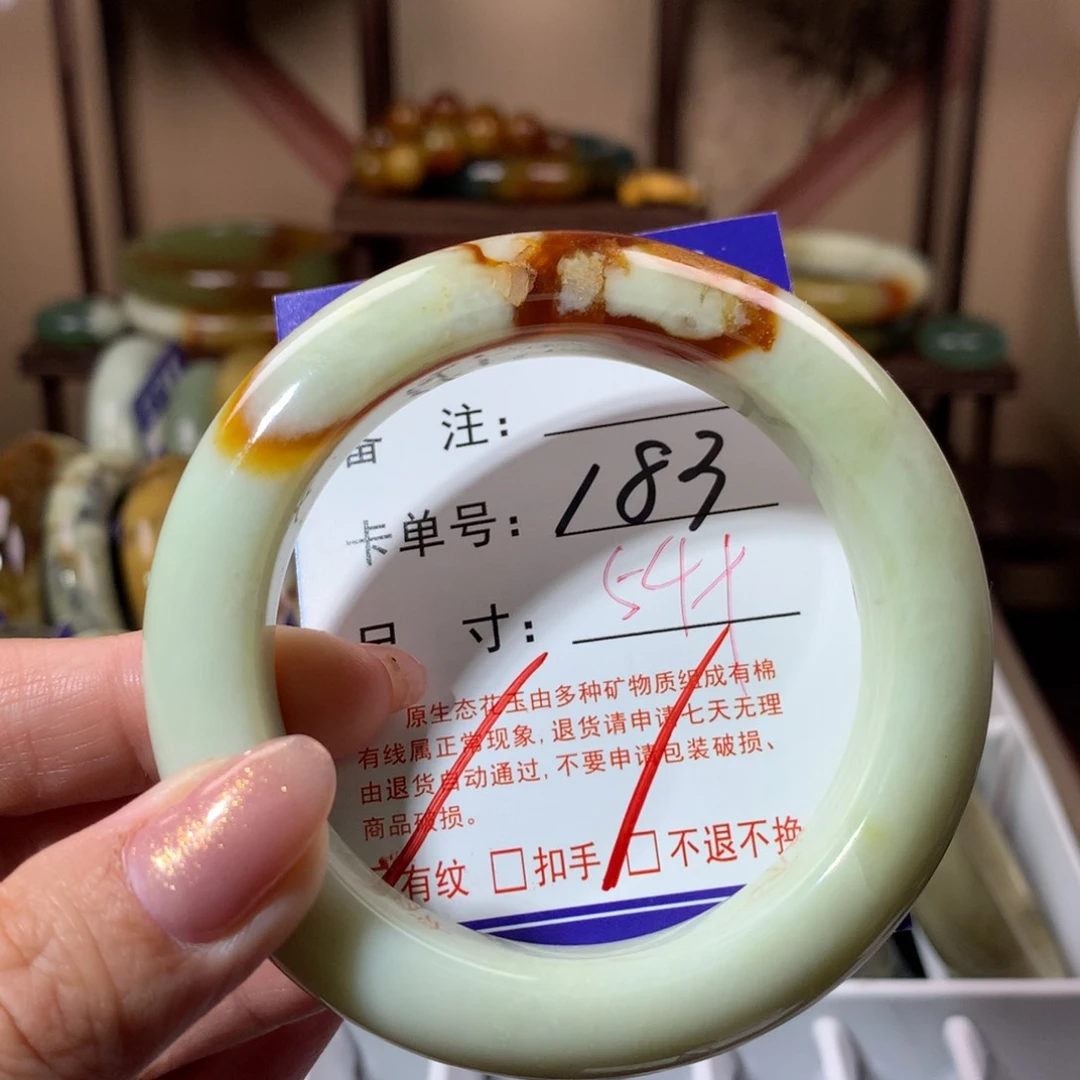 备 注：
卡单号：183
尺 寸：54
原生态花玉由多种矿物质组成有棉
有线属正常现象，退货请申请七天无理
由退货自动通过，不要申请包装破损、
商品破损。
有纹 □扣手 □不退不换